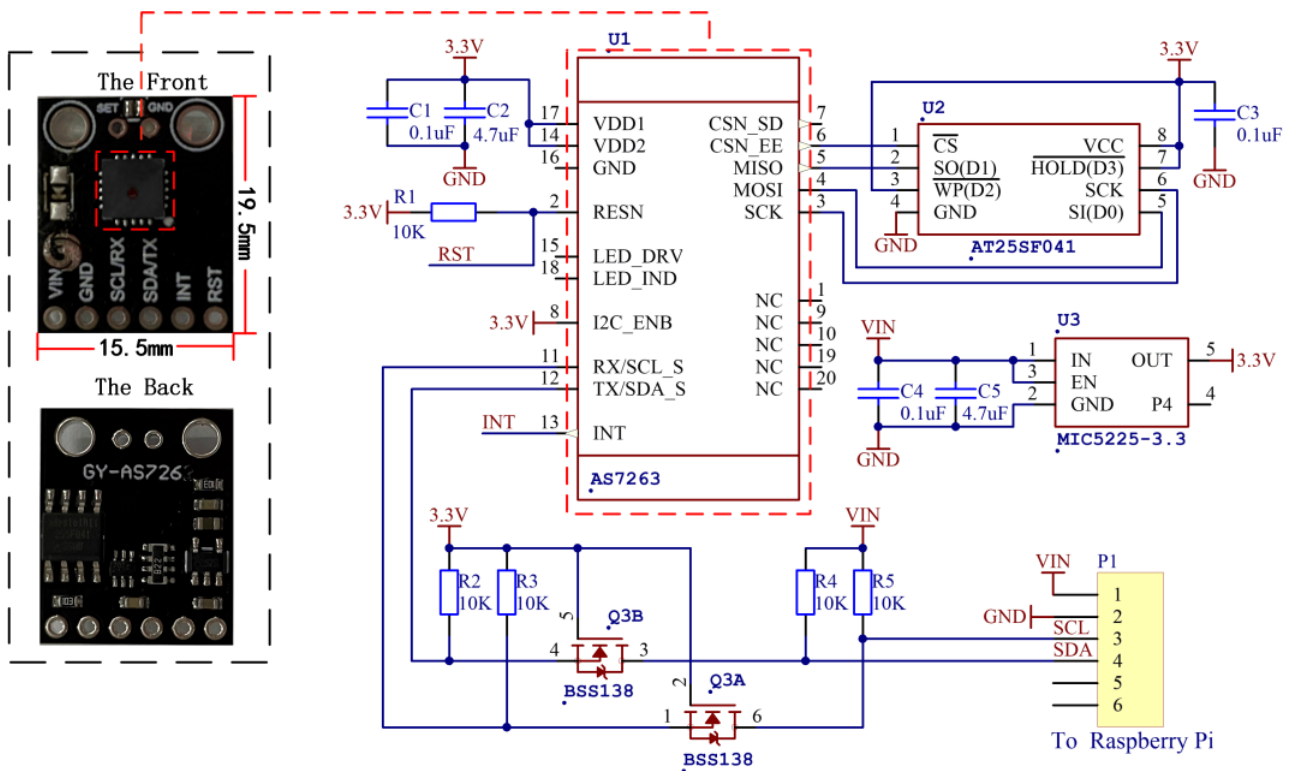 The Front
SET GND
VIN
GND
SCL/RX
SDA/TX
INT
RST
19.5mm
15.5mm
The Back
GY-AS726
3.3V
C1
0.1uF
C2
4.7uF
GND
R1
3.3V
10K
RST
U1
17 VDD1
14 VDD2
16 GND
2 RESN
15 LED_DRV
18 LED_IND
3.3V 8 I2C_ENB
11 RX/SCL_S
12 TX/SDA_S
INT 13 INT
CSN_SD 7
CSN_EE 6
MISO 5
MOSI 4
SCK 3
NC 1
NC 9
NC 10
NC 19
NC 20
AS7263
3.3V
U2
C3
0.1uF
GND
1 CS
2 SO(D1)
3 WP(D2)
4 GND
VCC 8
HOLD(D3) 7
SCK 6
SI(D0) 5
GND
AT25SF041
VIN
C4
0.1uF
C5
4.7uF
GND
U3
1 IN
3 EN
2 GND
OUT 5 3.3V
P4 4
MIC5225-3.3
3.3V
R2
10K
R3
10K
5
Q3B
4 3
BSS138
2
Q3A
1 6
BSS138
VIN
R4
10K
R5
10K
P1
VIN
GND
SCL
SDA
1
2
3
4
5
6
To Raspberry Pi